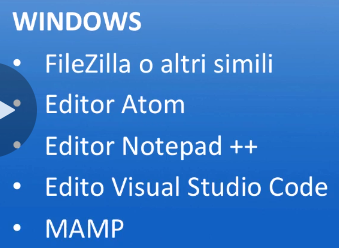 WINDOWS
• FileZilla o altri simili
• Editor Atom
• Editor Notepad ++
• Edito Visual Studio Code
• MAMP